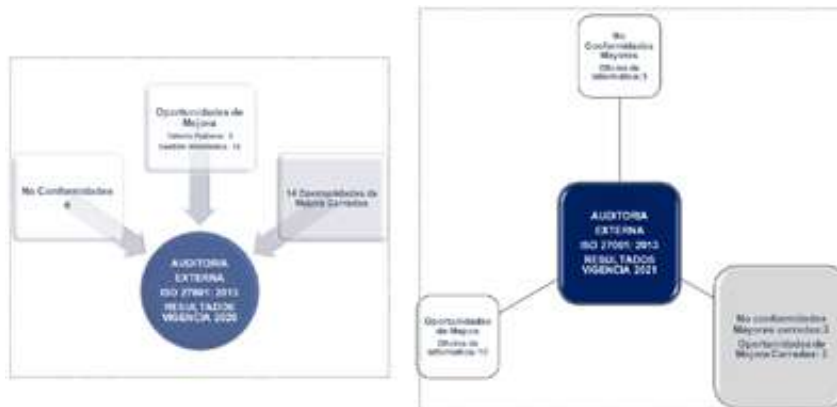 Oportunidades de
Mejora
No Conformidades
14 Oportunidades de
Mejora Cerradas
AUDITORIA
EXTERNA
ISO 27001: 2013
RESULTADOS
VIGENCIA 2020
No
Conformidades
Mayores
Oficina de
informática:
AUDITORIA
EXTERNA
ISO 27001: 2013
RESULTADOS
VIGENCIA 2021
Oportunidades
de Mejora
Oficina de
informática:
No conformidades
Mayores cerradas:
Oportunidades de
Mejora Cerradas: